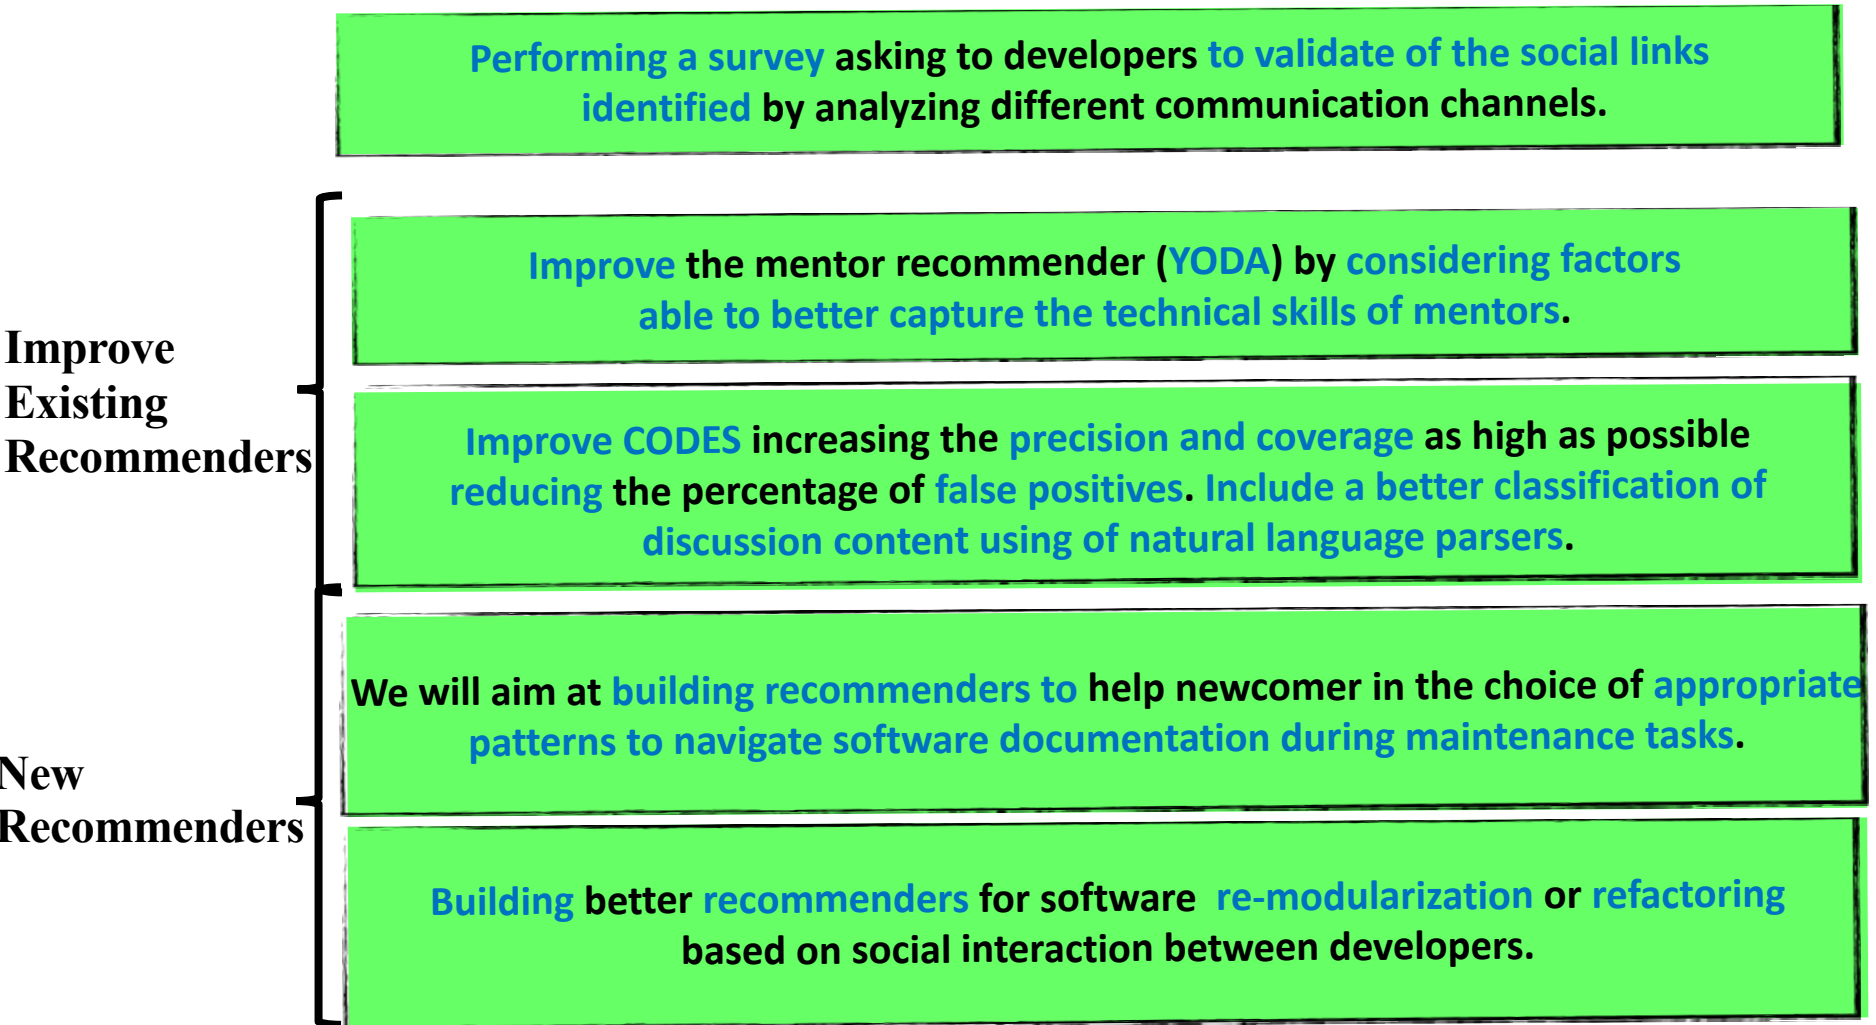 Performing a survey asking to developers to validate of the social links
identified by analyzing different communication channels.
Improve
Existing
Recommenders
Improve the mentor recommender (YODA) by considering factors
able to better capture the technical skills of mentors.
Improve CODES increasing the precision and coverage as high as possible
reducing the percentage of false positives. Include a better classification of
discussion content using of natural language parsers.
New
Recommenders
We will aim at building recommenders to help newcomer in the choice of appropriate
patterns to navigate software documentation during maintenance tasks.
Building better recommenders for software re-modularization or refactoring
based on social interaction between developers.